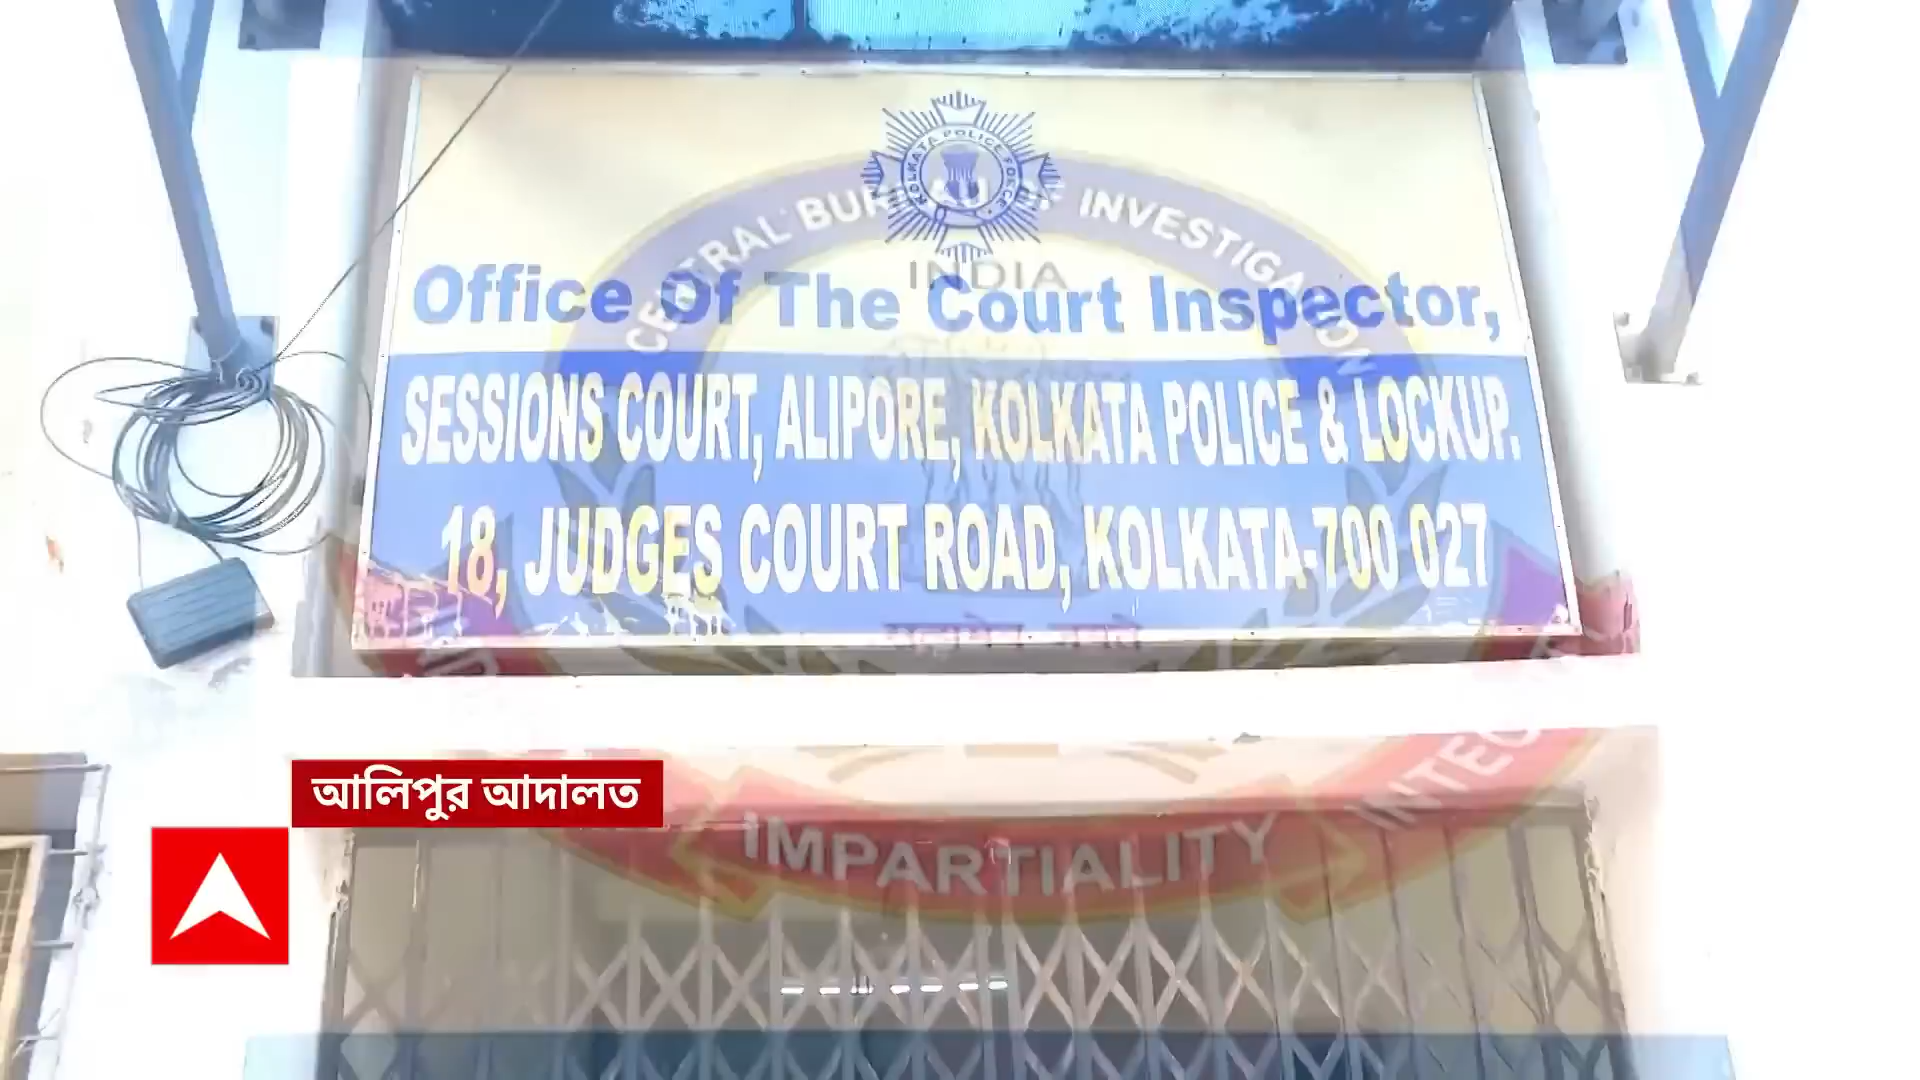 KOLKATA POLICE FORCE
CENTRAL BUREAU OF INVESTIGATION
INDIA
Office Of The Court Inspector,
SESSIONS COURT, ALIPORE, KOLKATA POLICE & LOCKUP.
18, JUDGES COURT ROAD, KOLKATA-700 027
আলিপুর আদালত
IMPARTIALITY